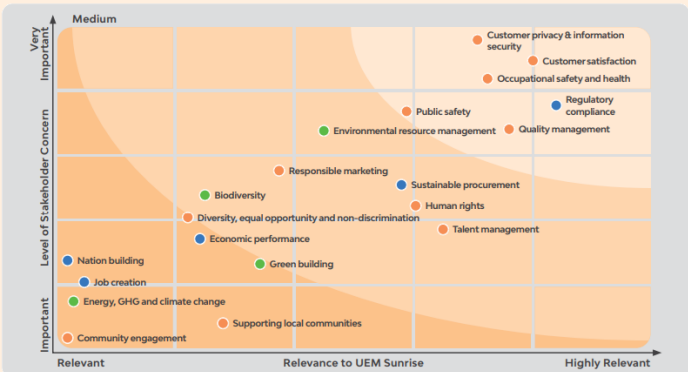 Medium
Very
Important
Level of Stakeholder Concern
Important
Customer privacy & information
security
Customer satisfaction
Occupational safety and health
Regulatory
compliance
Public safety
Quality management
Environmental resource management
Responsible marketing
Sustainable procurement
Biodiversity
Human rights
Diversity, equal opportunity and non-discrimination
Talent management
Economic performance
Nation building
Green building
Job creation
Energy, GHG and climate change
Supporting local communities
Community engagement
Relevant
Relevance to UEM Sunrise
Highly Relevant